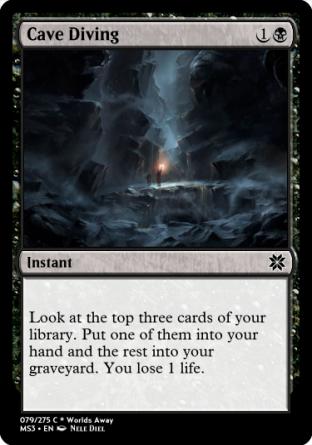 Cave Diving 1
Instant
Look at the top three cards of your
library. Put one of them into your
hand and the rest into your
graveyard. You lose 1 life.
079/275 C * Worlds Away
MS3 • EN Nele Diel